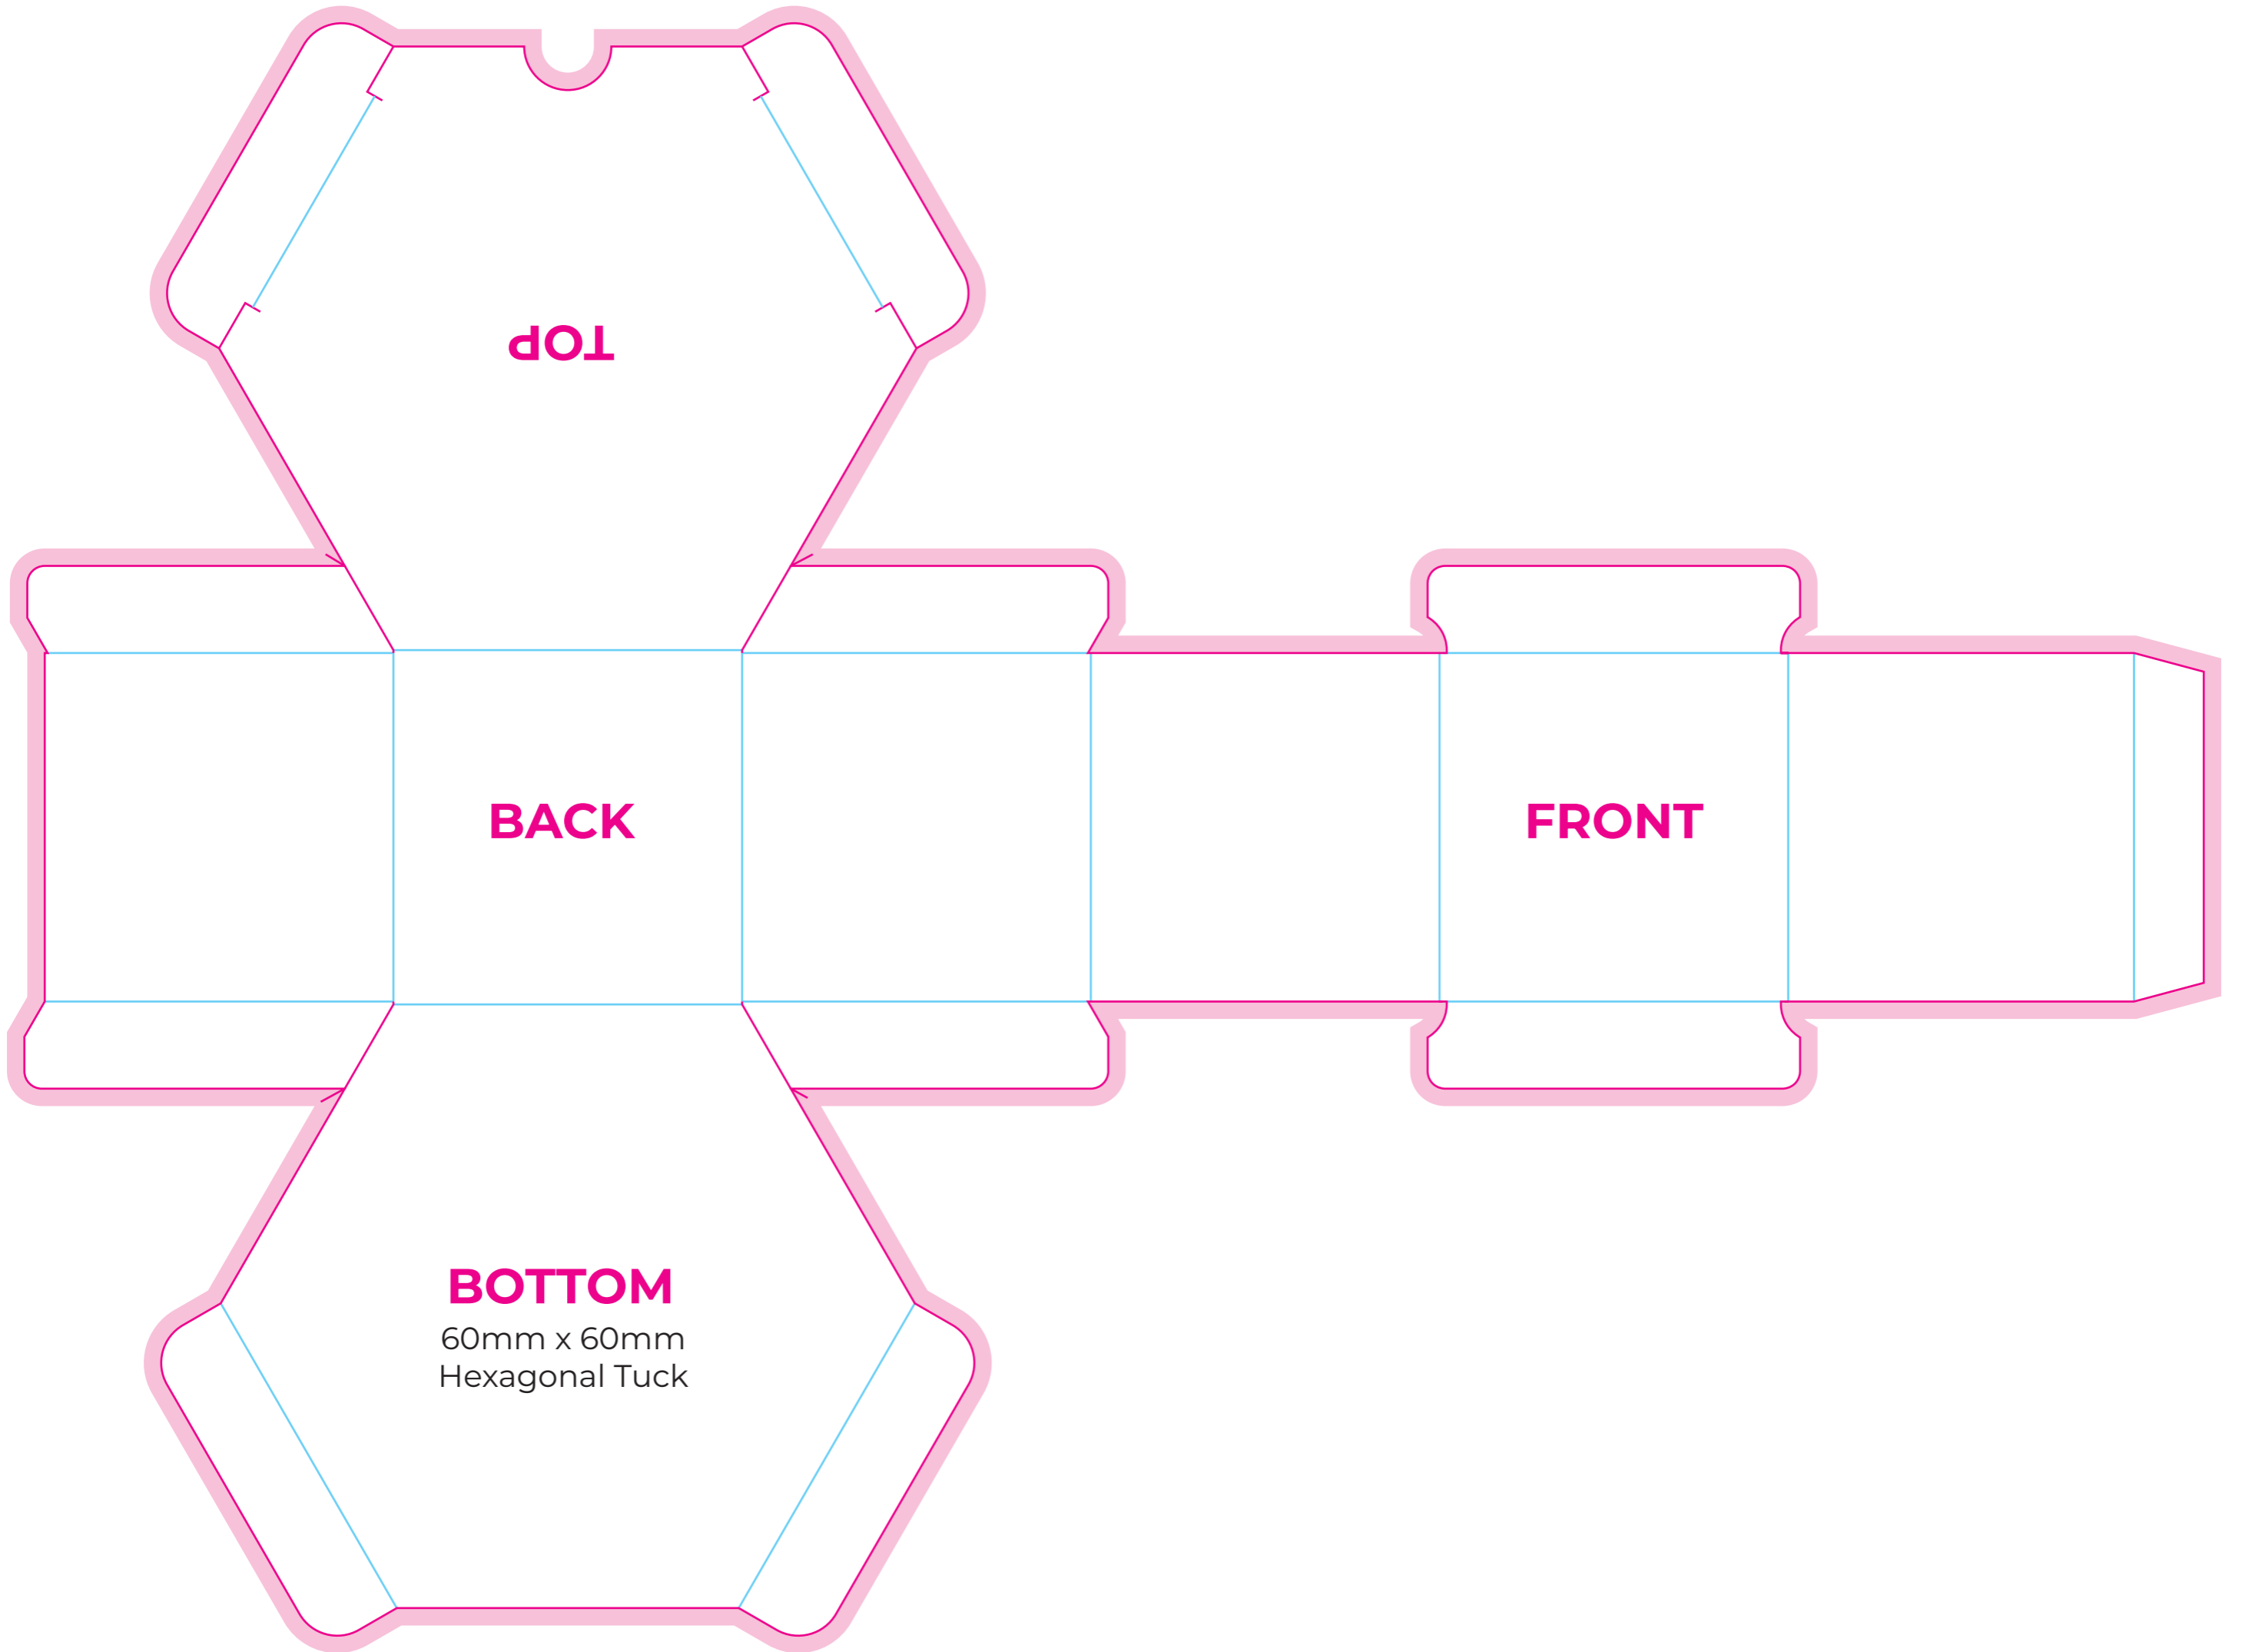 TOP
BACK
FRONT
BOTTOM
60mm x 60mm
Hexagonal Tuck